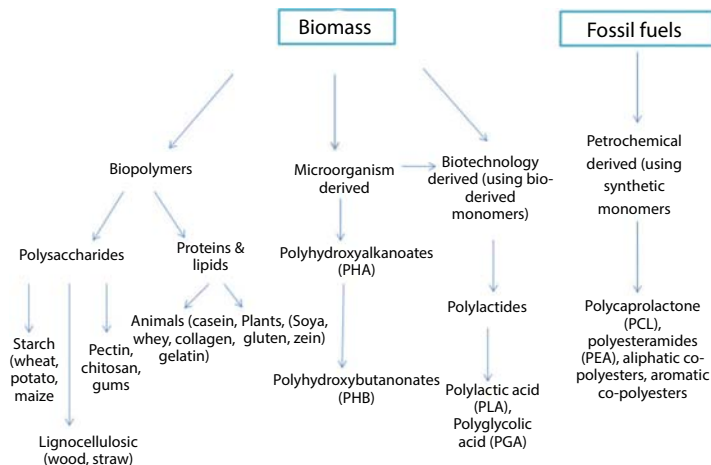 Biomass
Fossil fuels
Biopolymers
Microorganism
derived
Biotechnology
derived (using bio-
derived
monomers)
Petrochemical
derived (using
synthetic
monomers
Polysaccharides
Proteins &
lipids
Polyhydroxyalkanoates
(PHA)
Polylactides
Starch
(wheat,
potato,
maize
Pectin,
chitosan,
gums
Lignocellulosic
(wood, straw)
Animals (casein,
whey, collagen,
gelatin)
Plants, (Soya,
gluten, zein)
Polyhydroxybutanonates
(PHB)
Polylactic acid
(PLA),
Polyglycolic
acid (PGA)
Polycaprolactone
(PCL),
polyesteramides
(PEA), aliphatic co-
polyesters, aromatic
co-polyesters